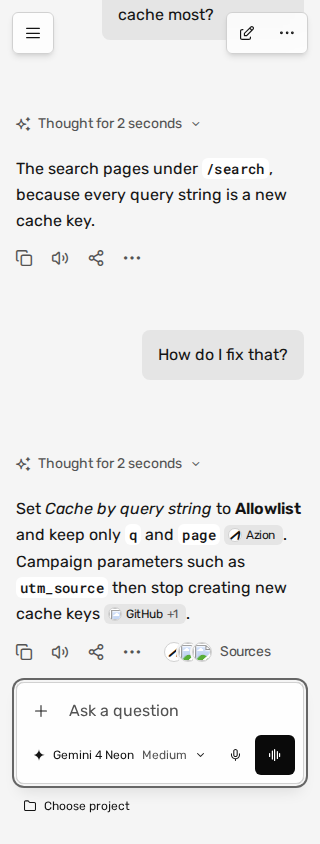 cache most?
Thought for 2 seconds
The search pages under /search,
because every query string is a new
cache key.
How do I fix that?
Thought for 2 seconds
Set Cache by query string to Allowlist
and keep only q and page Azion.
Campaign parameters such as
utm_source then stop creating new
cache keys GitHub +1.
Sources
Ask a question
Gemini 4 Neon Medium
Choose project